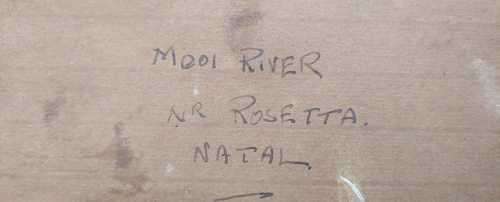 MOOI RIVER
NR ROSETTA.
NATAL.